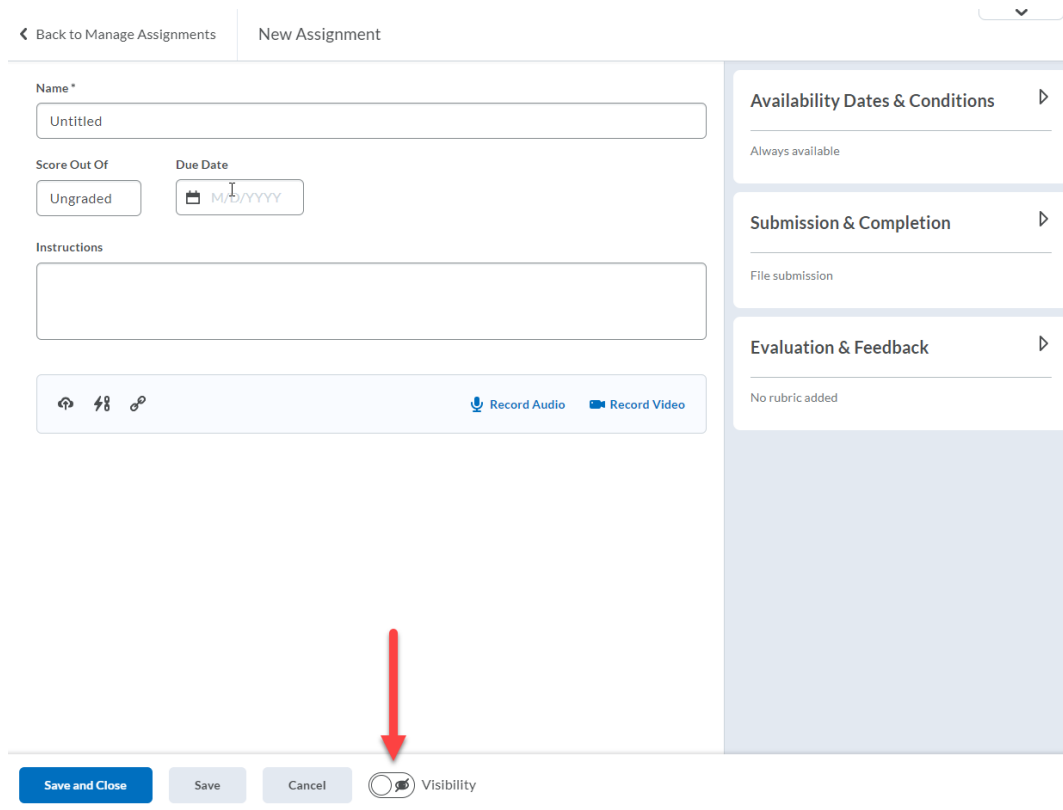 Back to Manage Assignments
New Assignment
Name *
Untitled
Score Out Of
Due Date
Ungraded
M/D/YYYY
Instructions
Record Audio
Record Video
Availability Dates & Conditions
Always available
Submission & Completion
File submission
Evaluation & Feedback
No rubric added
Save and Close
Save
Cancel
Visibility